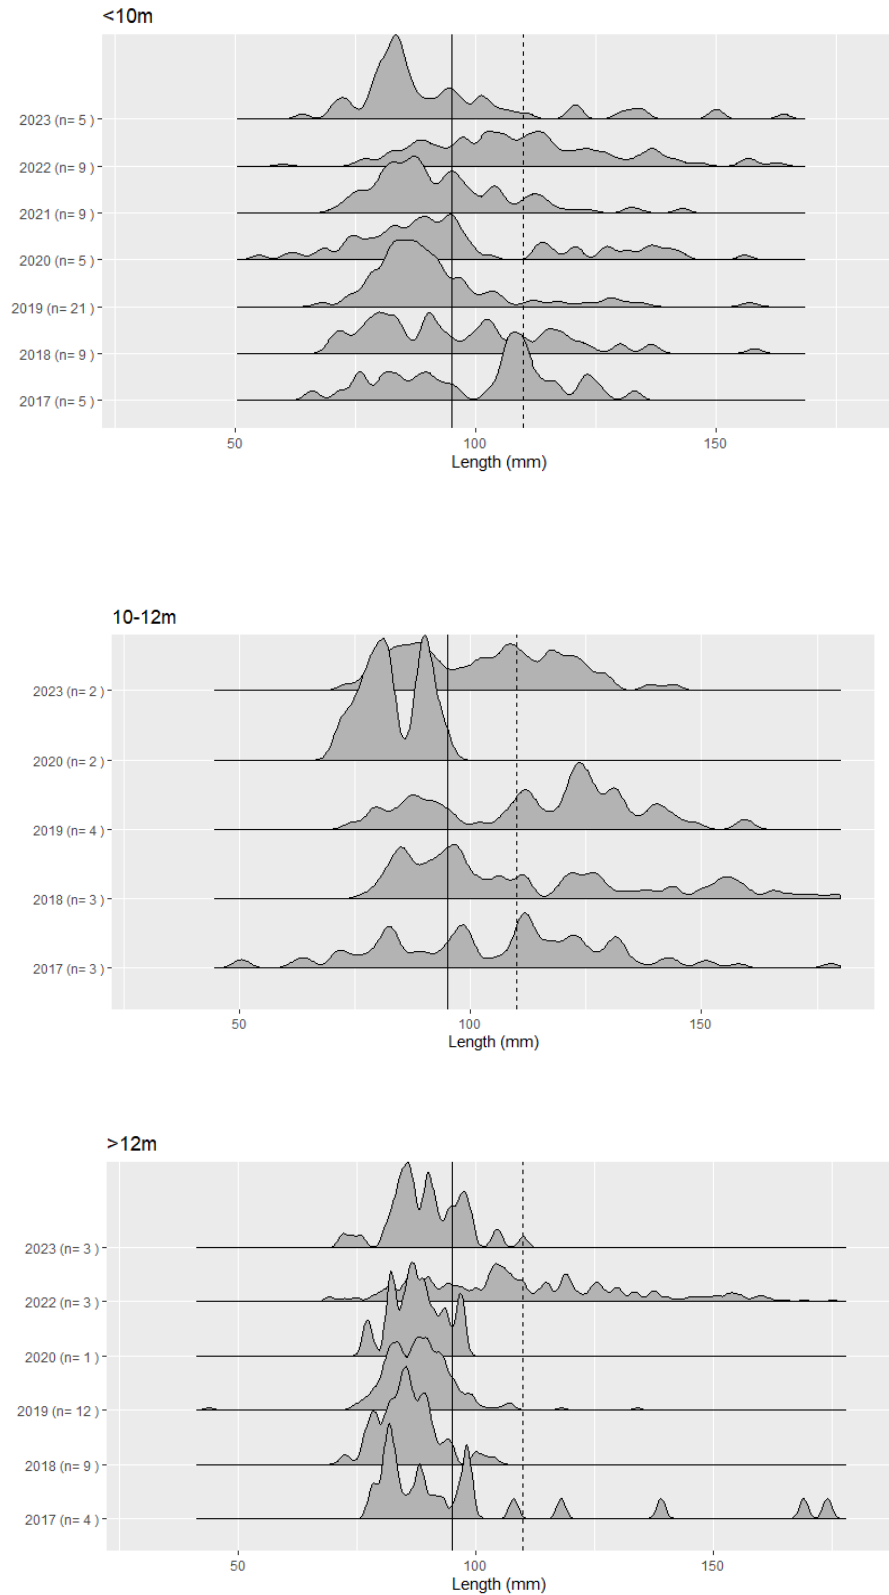 <10m
2023 (n= 5 )
2022 (n= 9 )
2021 (n= 9 )
2020 (n= 5 )
2019 (n= 21 )
2018 (n= 9 )
2017 (n= 5 )
50 100 150
Length (mm)
10-12m
2023 (n= 2 )
2020 (n= 2 )
2019 (n= 4 )
2018 (n= 3 )
2017 (n= 3 )
50 100 150
Length (mm)
>12m
2023 (n= 3 )
2022 (n= 3 )
2020 (n= 1 )
2019 (n= 12 )
2018 (n= 9 )
2017 (n= 4 )
50 100 150
Length (mm)